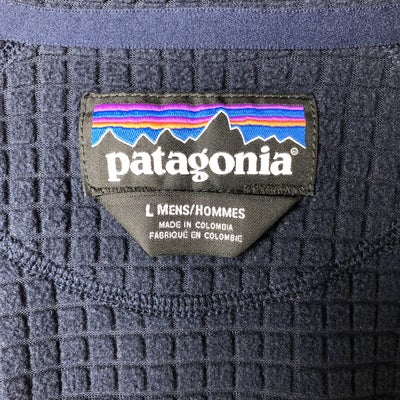 patagonia®
L MENS/HOMMES
MADE IN COLOMBIA
FABRIQUÉ EN COLOMBIE